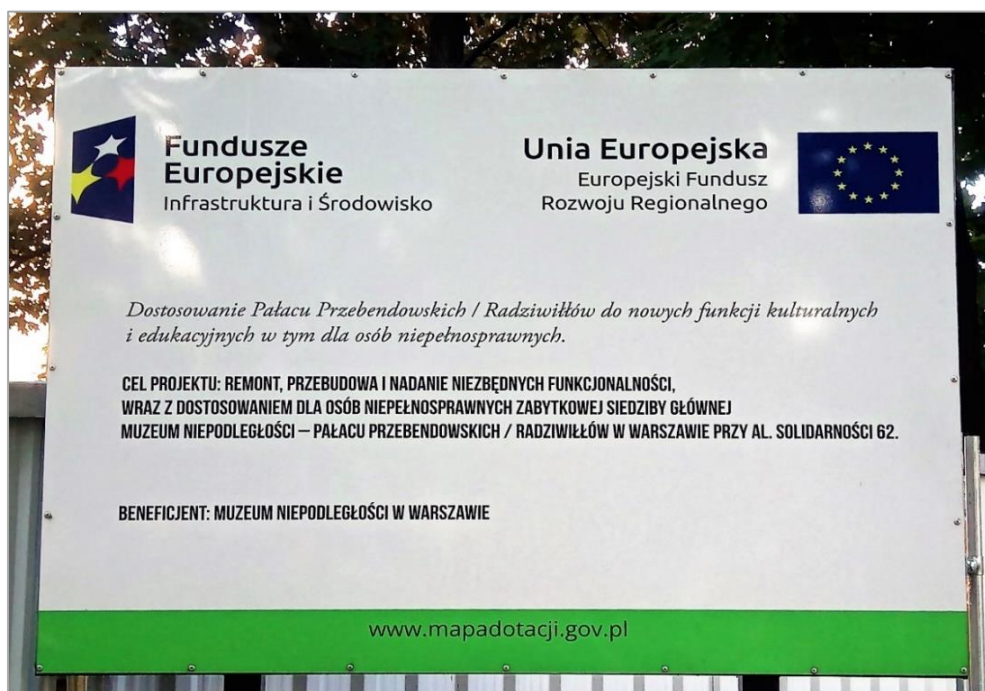 Fundusze
Europejskie
Infrastruktura i Środowisko
Unia Europejska
Europejski Fundusz
Rozwoju Regionalnego
Dostosowanie Pałacu Przebendowskich / Radziwiłłów do nowych funkcji kulturalnych
i edukacyjnych w tym dla osób niepełnosprawnych.
CEL PROJEKTU: REMONT, PRZEBUDOWA I NADANIE NIEZBĘDNYCH FUNKCJONALNOŚCI,
WRAZ Z DOSTOSOWANIEM DLA OSÓB NIEPEŁNOSPRAWNYCH ZABYTKOWEJ SIEDZIBY GŁÓWNEJ
MUZEUM NIEPODLEGŁOŚCI – PAŁACU PRZEBENDOWSKICH / RADZIWIŁŁÓW W WARSZAWIE PRZY AL. SOLIDARNOŚCI 62.
BENEFICJENT: MUZEUM NIEPODLEGŁOŚCI W WARSZAWIE
www.mapadotacji.gov.pl